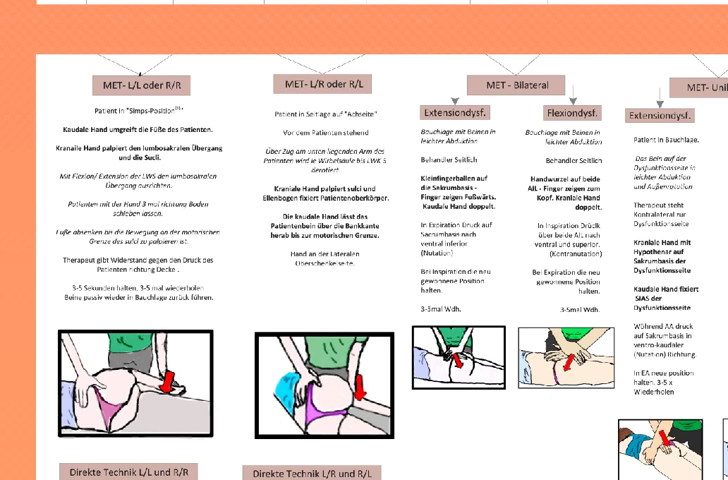 MET- L/L oder R/R
Patient in "Simps-Position
Kaudale Hand umgreift die Füße des Patienten.
Kranaile Hand palpiert den lumbosakralen Übergang
und die Sucli.
Mit Flexion/ Extension der LWS den lumbosakralen
Übergang ausrichten.
Patienten mit der Hand 3 mal richtung Boden
schieben lassen.
Füße absenken bis die Bewegung an der motorischen
Grenze des sulci zu palpieren ist
Therapeut gibt Widerstand gegen den Druck des
Patienten richtung Decke .
3-5 Sekunden halten, 3-5 mal wiederholen
Beine passiv wieder in Bauchlage zurück führen.
Direkte Technik L/L und R/R
MET- L/R oder R/L
Patient in Seitlage auf "Achseite"
Vor dem Patienten stehend
Über Zug am unten liegenden Arm des
Patienten wird ie Wirbelsäule bis LWK 5
derotiert
Kraniale Hand palpiert sulci und
Ellenbogen fixiert Patientenoberkörper.
Die kaudale Hand lässt das
Patientenbein über die Bankkante
herab bis zur motorischen Grenze.
Hand an der Lateralen
Oberschenkelseite.
Direkte Technik L/R und R/L
MET - Bilateral
Extensiondysf.
Bauchlage mit Beinen in
leichter Abduktion
Behandler Seitlich
Kleinfingerballen auf
die Sakrumbasis -
Finger zeigen Fußwärts.
Kaudale Hand doppelt.
In Expiration Druck auf
Sacrumbasis nach
ventral inferior
(Nutation)
Bei Inspiration die neu
gewonnene Position
halten.
3-5mal Wdh.
Flexiondysf.
Bauchlage mit Beinen in
leichter Abduktion
Behandler Seitlich
Handwurzel auf beide
AIL - Finger zeigen zum
Kopf. Kraniale Hand
doppelt.
In Inspiration Drückk
über beide AIL nach
ventral und superior.
(Kontranutation)
Bei Expiration die neu
gewonnene Position
halten.
3-5mal Wdh.
MET- Unil
Extensiondysf.
Patient in Bauchlage.
Das Bein auf der
Dysfunktionsseite in
leichter Abduktion
und Außenrotation
Therapeut steht
Kontralateral zur
Dysfunktionsseite
Kraniale Hand mit
Hypothenar auf
Sakrumbasis der
Dysfunktionsseite
Kaudale Hand fixiert
SIAS der
Dysfunktionsseite
Während AA druck
auf Sakrumbasis in
ventro-kaudaler
(Nutation) Richtung.
In EA neue position
halten. 3-5 x
Wiederholen